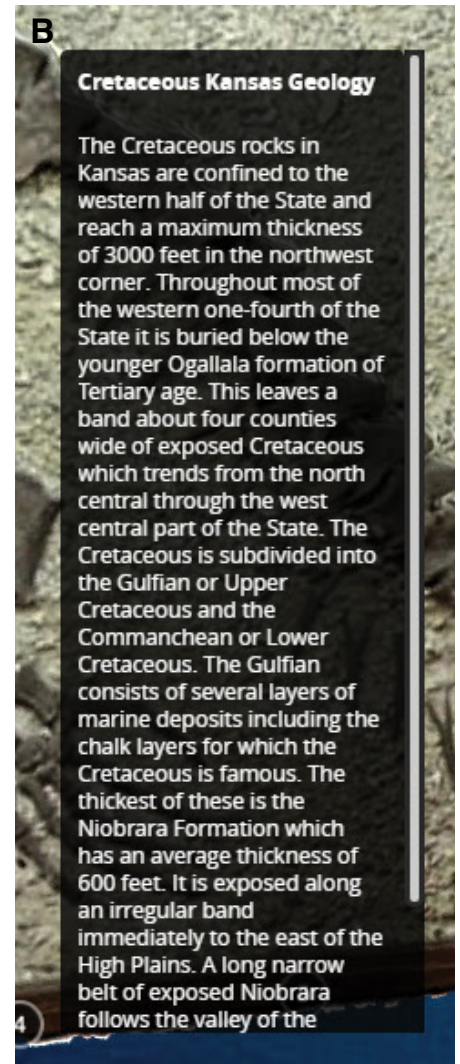 B
Cretaceous Kansas Geology
The Cretaceous rocks in
Kansas are confined to the
western half of the State and
reach a maximum thickness
of 3000 feet in the northwest
corner. Throughout most of
the western one-fourth of the
State it is buried below the
younger Ogallala formation of
Tertiary age. This leaves a
band about four counties
wide of exposed Cretaceous
which trends from the north
central through the west
central part of the State. The
Cretaceous is subdivided into
the Gulfian or Upper
Cretaceous and the
Commanchean or Lower
Cretaceous. The Gulfian
consists of several layers of
marine deposits including the
chalk layers for which the
Cretaceous is famous. The
thickest of these is the
Niobrara Formation which
has an average thickness of
600 feet. It is exposed along
an irregular band
immediately to the east of the
High Plains. A long narrow
belt of exposed Niobrara
follows the valley of the
4